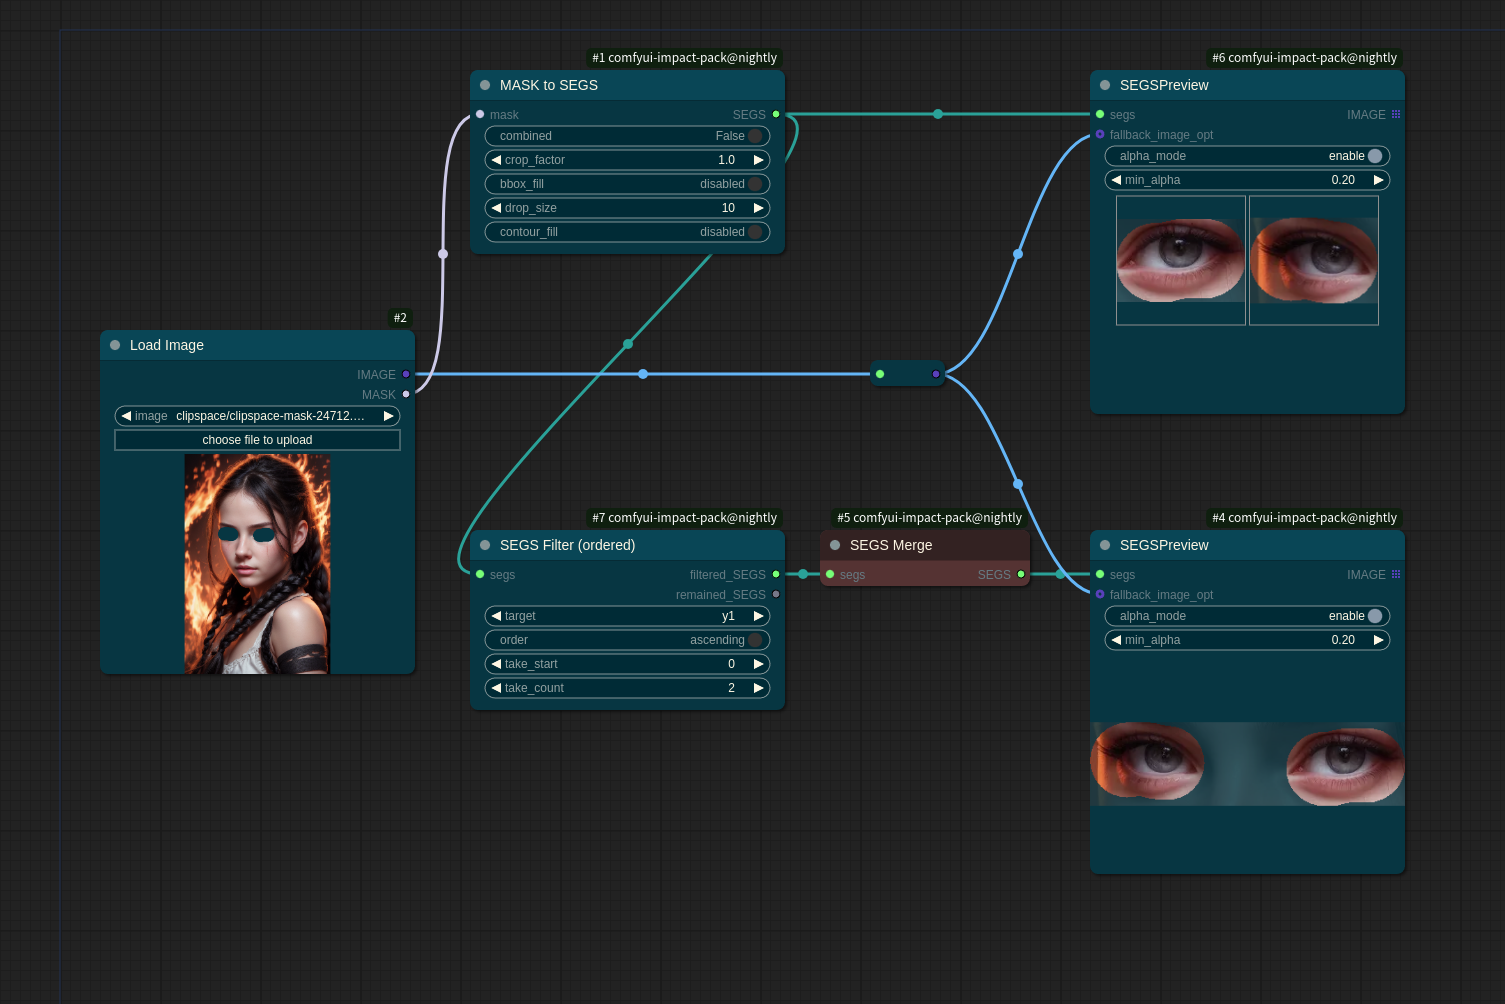 #1 comfyui-impact-pack@nightly
MASK to SEGS
mask SEGS
combined False
crop_factor 1.0
bbox_fill disabled
drop_size 10
contour_fill disabled
#6 comfyui-impact-pack@nightly
SEGSPreview
segs IMAGE
fallback_image_opt
alpha_mode enable
min_alpha 0.20
#2
Load Image
IMAGE
MASK
image clipspace/clipspace-mask-24712....
choose file to upload
#7 comfyui-impact-pack@nightly
SEGS Filter (ordered)
segs filtered_SEGS
remained_SEGS
target y1
order ascending
take_start 0
take_count 2
#5 comfyui-impact-pack@nightly
SEGS Merge
segs SEGS
#4 comfyui-impact-pack@nightly
SEGSPreview
segs IMAGE
fallback_image_opt
alpha_mode enable
min_alpha 0.20